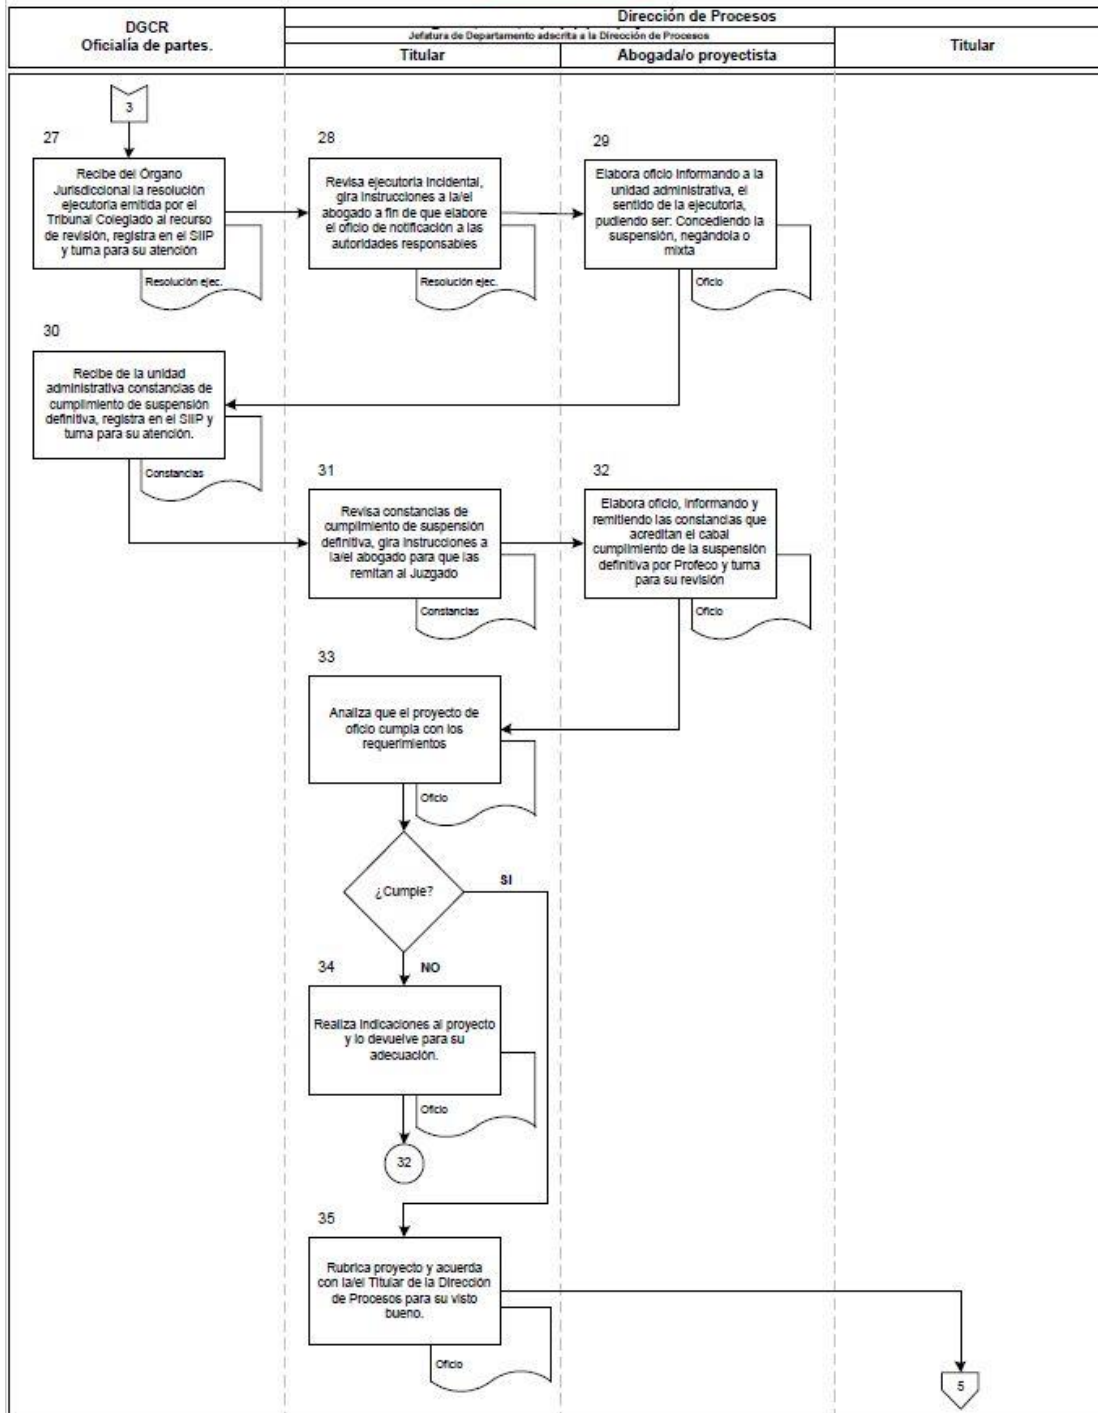 DGCR
Oficialía de partes.
Dirección de Procesos
Jefatura de Departamento adscrita a la Dirección de Procesos
Titular
Abogada/o proyectista
Titular
3
27
Recibe del Órgano
Jurisdiccional la resolución
ejecutoria emitida por el
Tribunal Colegiado al recurso
de revisión, registra en el SIIP
y turna para su atención
Resolución ejec.
28
Revisa ejecutoria incidental,
gira instrucciones a la/el
abogado a fin de que elabore
el oficio de notificación a las
autoridades responsables
Resolución ejec.
29
Elabora oficio informando a la
unidad administrativa, el
sentido de la ejecutoria,
pudiendo ser: Concediendo la
suspensión, negándola o
mixta
Oficio
30
Recibe de la unidad
administrativa constancias de
cumplimiento de suspensión
definitiva, registra en el SIIP y
turna para su atención.
Constancias
31
Revisa constancias de
cumplimiento de suspensión
definitiva, gira instrucciones a
la/el abogado para que las
remitan al Juzgado
Constancias
32
Elabora oficio, informando y
remitiendo las constancias que
acreditan el cabal
cumplimiento de la suspensión
definitiva por Profeco y turna
para su revisión
Oficio
33
Analiza que el proyecto de
oficio cumpla con los
requerimientos
Oficio
¿Cumple?
SI
NO
34
Realiza indicaciones al proyecto
y lo devuelve para su
adecuación.
Oficio
32
35
Rubrica proyecto y acuerda
con la/el Titular de la Dirección
de Procesos para su visto
bueno.
Oficio
5